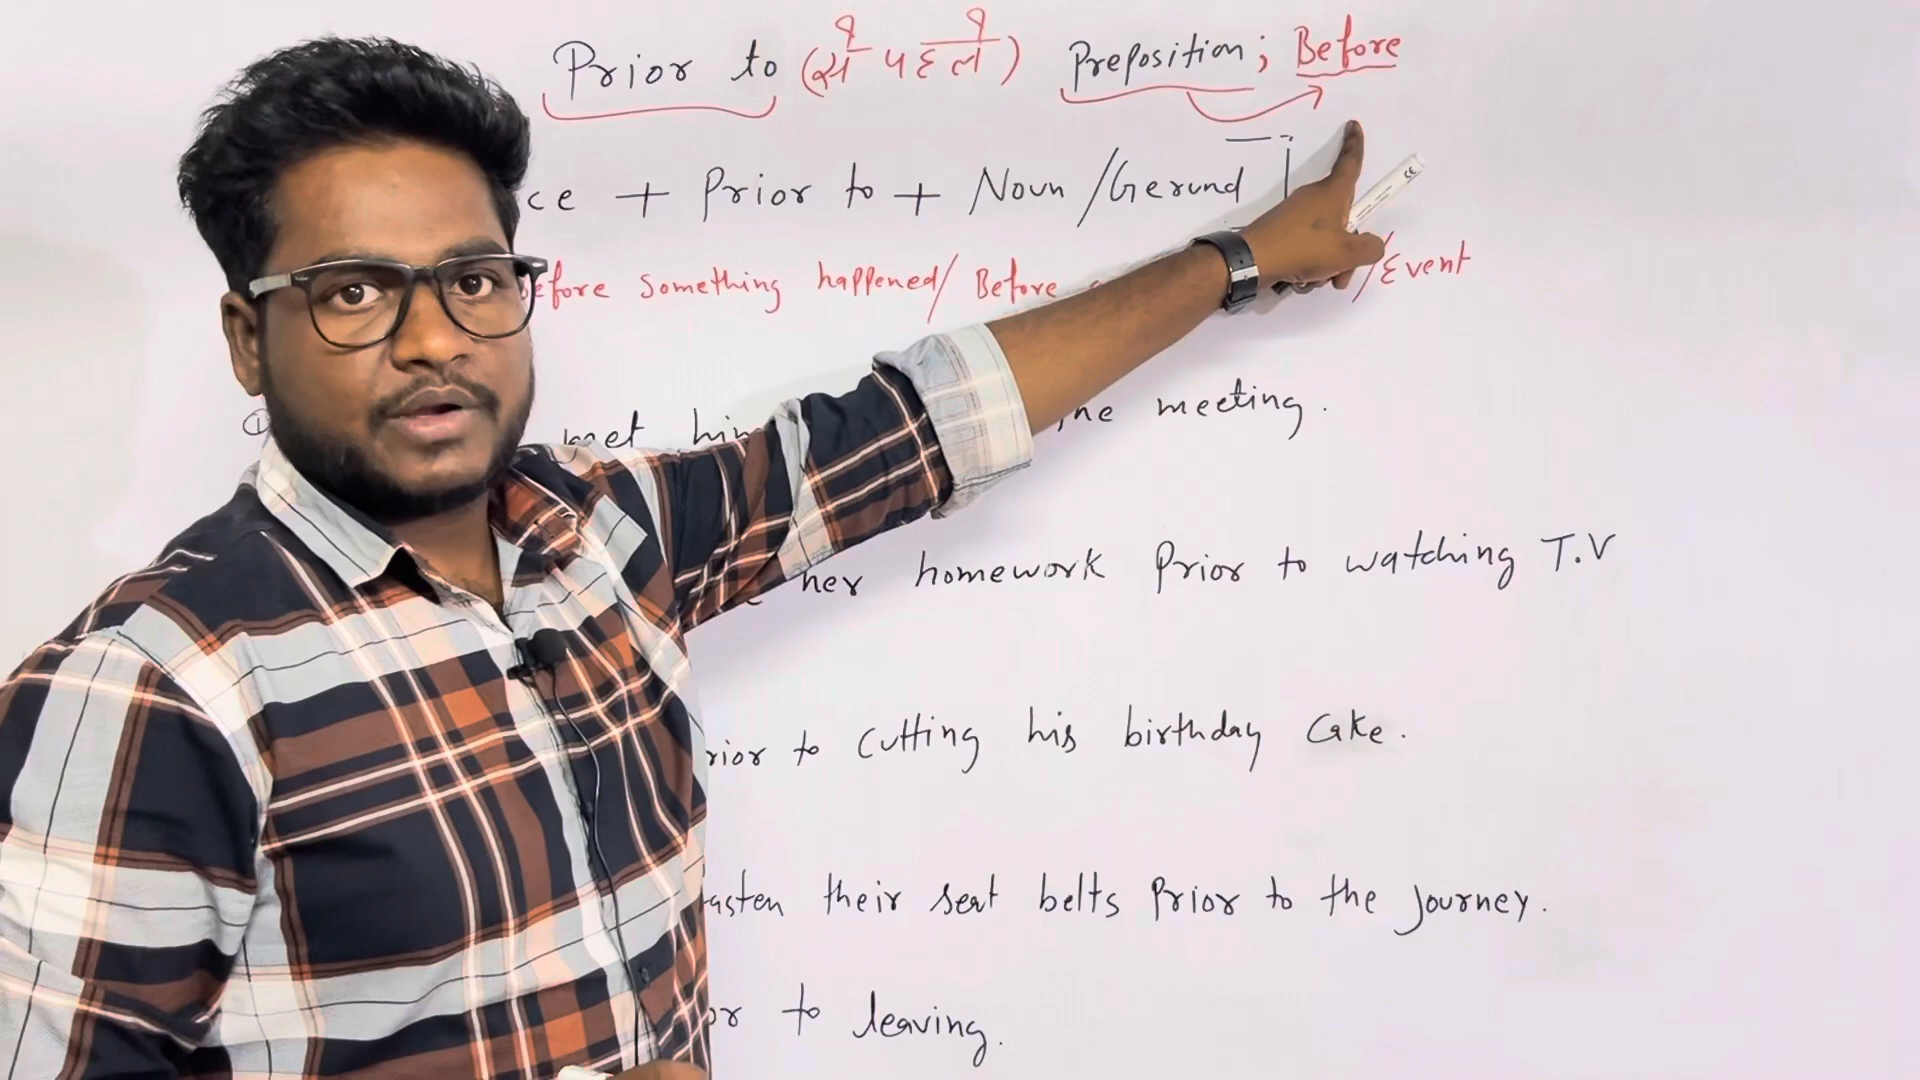 Prior to (से पहले) Preposition; Before
ce + Prior to + Noun /Gerund
Before something happened/ Before /Event
① met him the meeting.
her homework Prior to watching T.V
rior to cutting his birthday cake.
fasten their seat belts Prior to the Journey.
or to leaving.